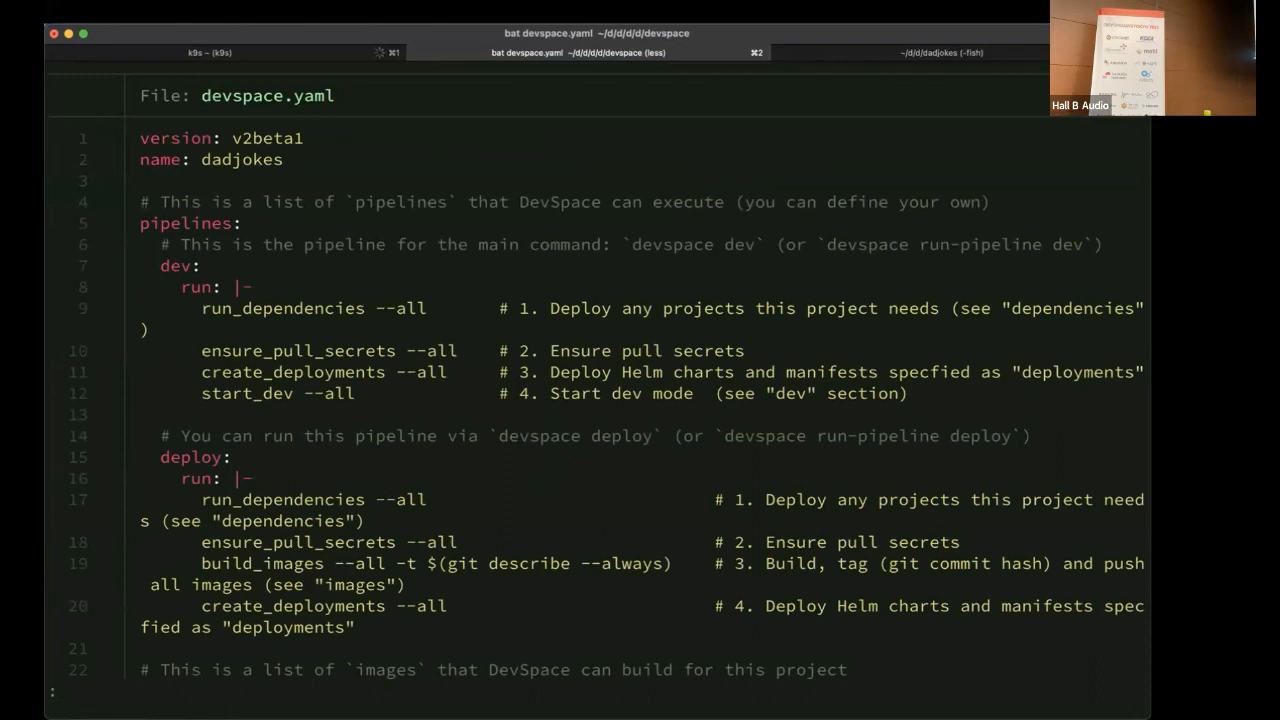 bat devspace.yaml ~/d/d/d/d/devspace
k9s ~ (k9s) ⌘1
bat devspace.yaml ~/d/d/d/d/devspace (less) ⌘2
~/d/d/dadjokes (-fish)
Hall B Audio
File: devspace.yaml
1 version: v2beta1
2 name: dadjokes
3
4 # This is a list of `pipelines` that DevSpace can execute (you can define your own)
5 pipelines:
6 # This is the pipeline for the main command: `devspace dev` (or `devspace run-pipeline dev`)
7 dev:
8 run: |-
9 run_dependencies --all # 1. Deploy any projects this project needs (see "dependencies"
)
10 ensure_pull_secrets --all # 2. Ensure pull secrets
11 create_deployments --all # 3. Deploy Helm charts and manifests specfied as "deployments"
12 start_dev --all # 4. Start dev mode (see "dev" section)
13
14 # You can run this pipeline via `devspace deploy` (or `devspace run-pipeline deploy`)
15 deploy:
16 run: |-
17 run_dependencies --all # 1. Deploy any projects this project need
s (see "dependencies")
18 ensure_pull_secrets --all # 2. Ensure pull secrets
19 build_images --all -t $(git describe --always) # 3. Build, tag (git commit hash) and push
all images (see "images")
20 create_deployments --all # 4. Deploy Helm charts and manifests spec
fied as "deployments"
21
22 # This is a list of `images` that DevSpace can build for this project
: